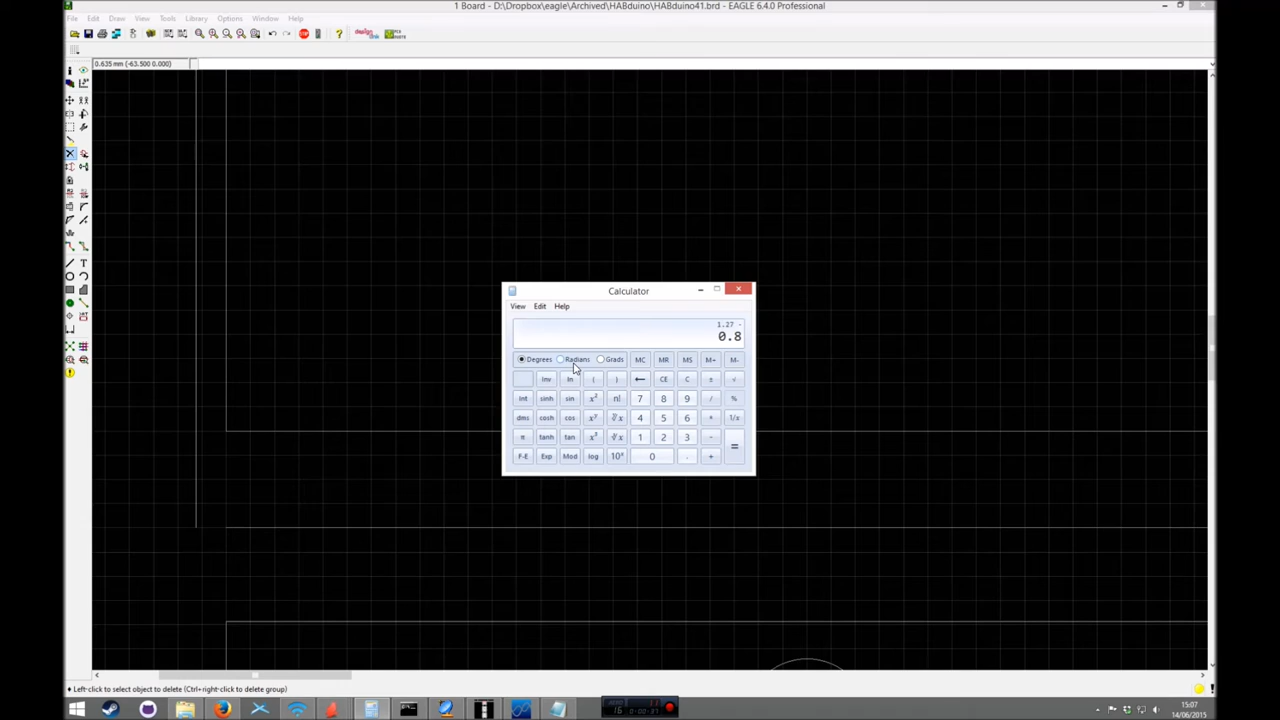 1 Board - D:\Dropbox\eagle\Archived\HABduino\HABduino41.brd - EAGLE 6.4.0 Professional
File Edit Draw View Tools Library Options Window Help
0.635 mm (-63.500 0.000)
Calculator
View Edit Help
1.27 -
0.8
Degrees Radians Grads MC MR MS M+ M-
Inv ln ( ) ← CE C ± √
Int sinh sin x² n! 7 8 9 / %
dms cosh cos xʸ ʸ√x 4 5 6 * 1/x
π tanh tan x³ ³√x 1 2 3 - =
F-E Exp Mod log 10ˣ 0 . +
Left-click to select object to delete (Ctrl+right-click to delete group)
15:07
14/06/2015